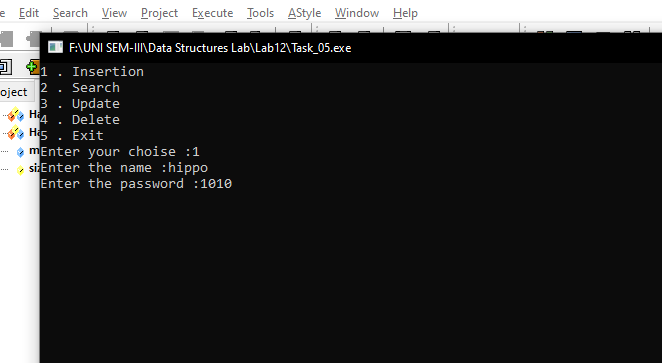 e Edit Search View Project Execute Tools AStyle Window Help
F:\UNI SEM-III\Data Structures Lab\Lab12\Task_05.exe
1 . Insertion
2 . Search
3 . Update
4 . Delete
5 . Exit
Enter your choise :1
Enter the name :hippo
Enter the password :1010
oject
Ha
Ha
m
siz